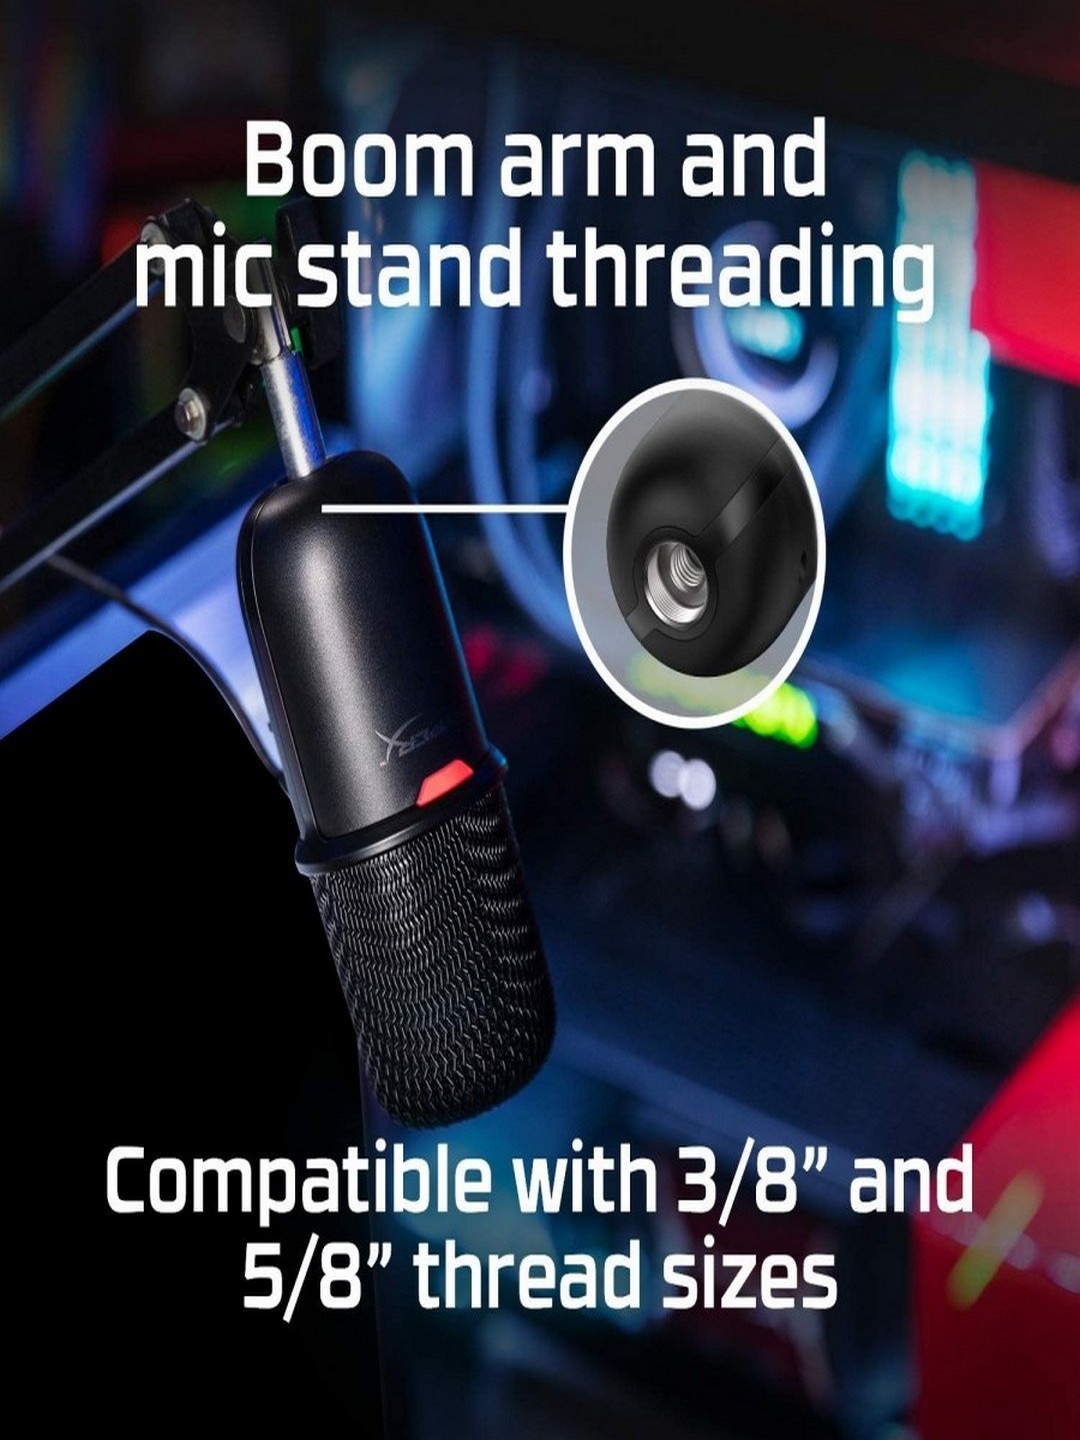 Boom arm and
mic stand threading
Compatible with 3/8” and
5/8” thread sizes